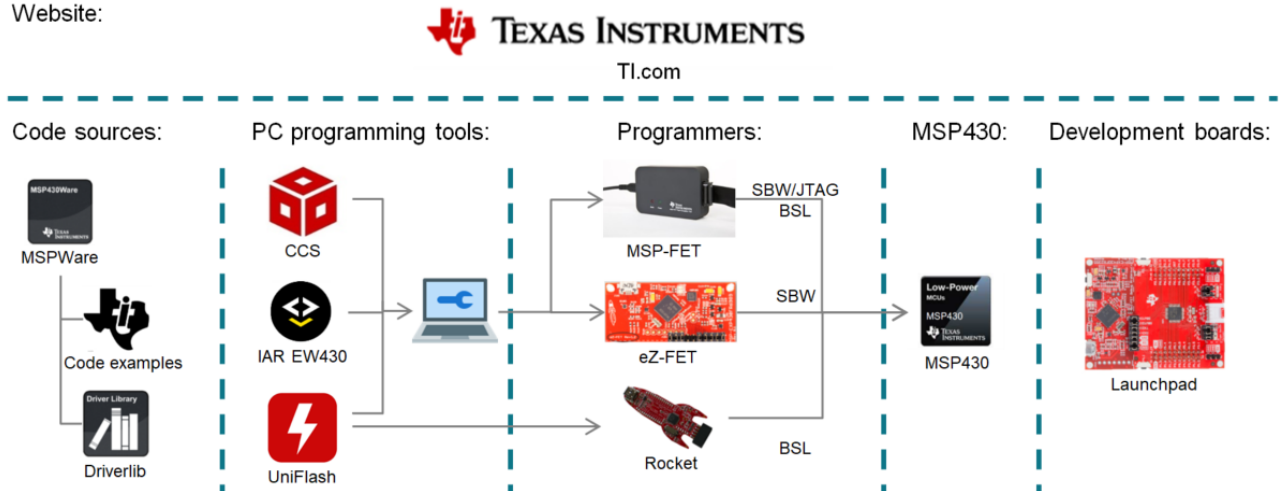 Website:
TEXAS INSTRUMENTS
TI.com
Code sources:
PC programming tools:
Programmers:
MSP430:
Development boards:
MSP430Ware
TEXAS INSTRUMENTS
MSPWare
Code examples
Driver Library
Driverlib
CCS
IAR EW430
UniFlash
MSP-FET
SBW/JTAG
BSL
eZ-FET
SBW
Rocket
BSL
Low-Power
MCUs
MSP430
TEXAS
INSTRUMENTS
MSP430
Launchpad